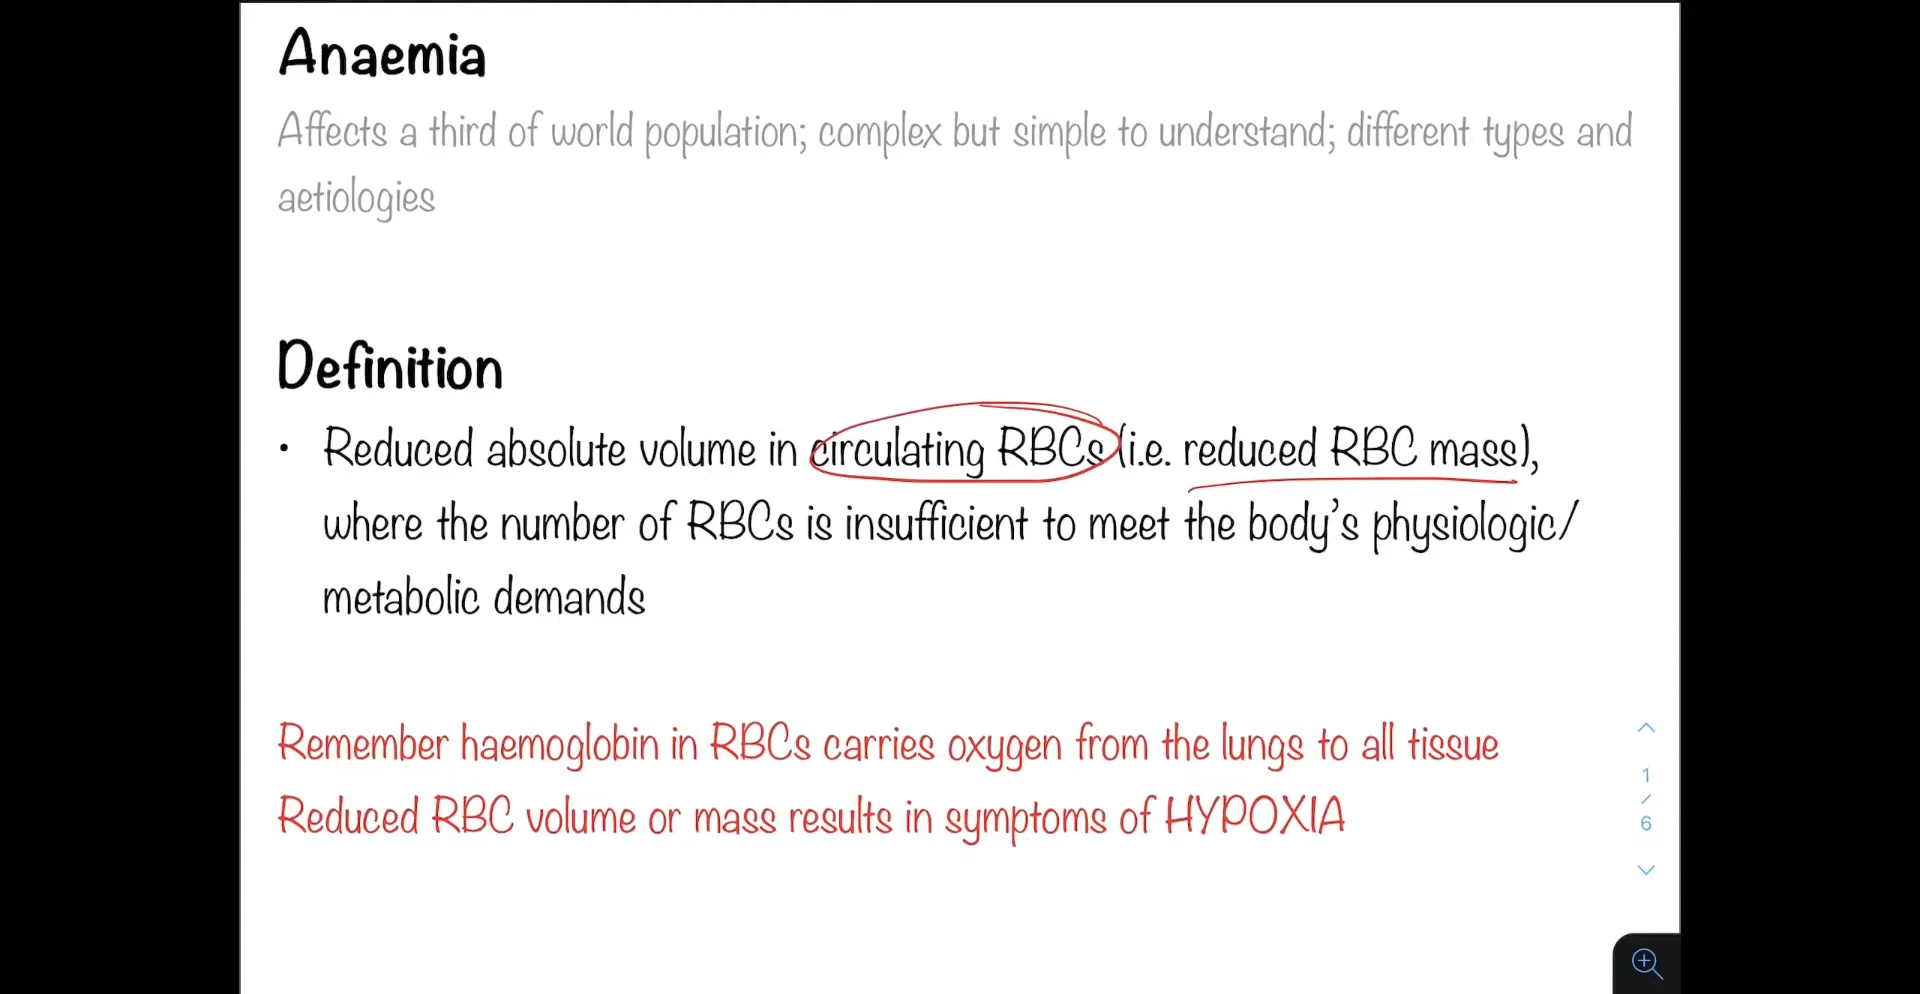 Anaemia
Affects a third of world population; complex but simple to understand; different types and
aetiologies
Definition
• Reduced absolute volume in circulating RBCs (i.e. reduced RBC mass),
where the number of RBCs is insufficient to meet the body's physiologic/
metabolic demands
Remember haemoglobin in RBCs carries oxygen from the lungs to all tissue
Reduced RBC volume or mass results in symptoms of HYPOXIA
1
/
6